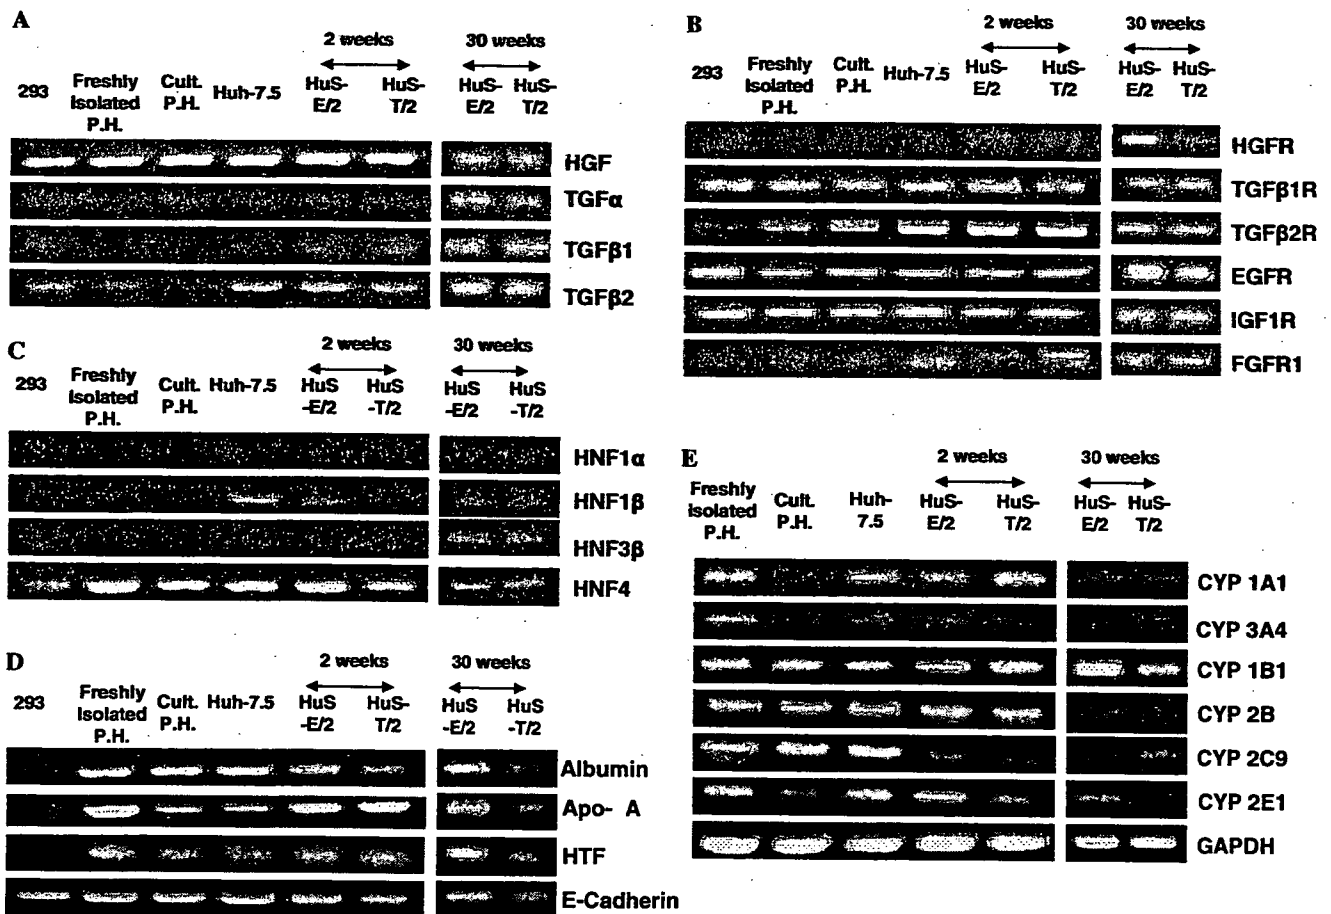 A
2 weeks
30 weeks
293
Freshly
Isolated
P.H.
Cult.
P.H.
Huh-7.5
HuS-
E/2
HuS-
T/2
HuS-
E/2
HuS-
T/2
HGF
TGFα
TGFβ1
TGFβ2
B
2 weeks
30 weeks
293
Freshly
Isolated
P.H.
Cult.
P.H.
Huh-7.5
HuS-
E/2
HuS-
T/2
HuS-
E/2
HuS-
T/2
HGFR
TGFβ1R
TGFβ2R
EGFR
IGF1R
FGFR1
C
2 weeks
30 weeks
293
Freshly
Isolated
P.H.
Cult.
P.H.
Huh-7.5
HuS
-E/2
HuS
-T/2
HuS
-E/2
HuS
-T/2
HNF1α
HNF1β
HNF3β
HNF4
D
2 weeks
30 weeks
293
Freshly
Isolated
P.H.
Cult.
P.H.
Huh-7.5
HuS
-E/2
HuS-
T/2
HuS
-E/2
HuS
-T/2
Albumin
Apo- A
HTF
E-Cadherin
E
2 weeks
30 weeks
Freshly
Isolated
P.H.
Cult.
P.H.
Huh-
7.5
HuS-
E/2
HuS-
T/2
HuS-
E/2
HuS-
T/2
CYP 1A1
CYP 3A4
CYP 1B1
CYP 2B
CYP 2C9
CYP 2E1
GAPDH